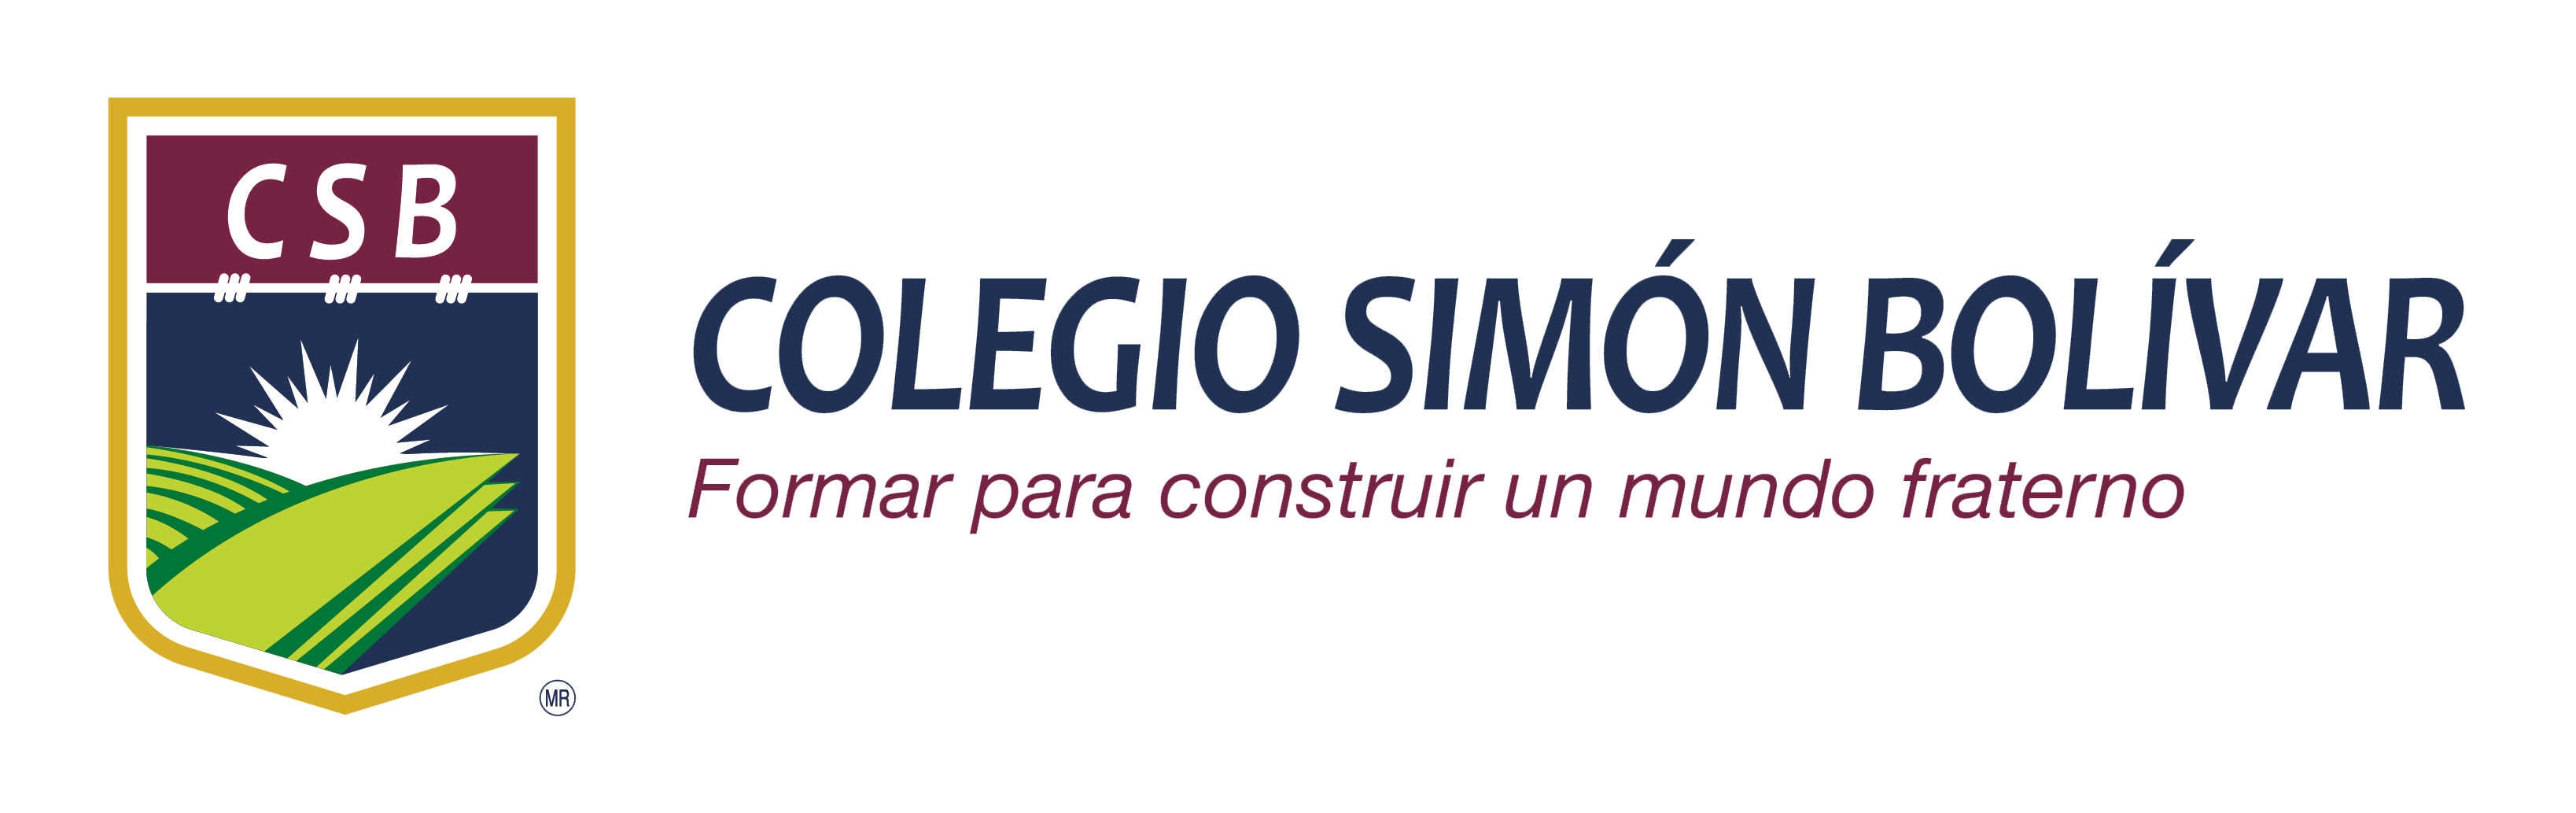 CSB
COLEGIO SIMÓN BOLÍVAR
Formar para construir un mundo fraterno
MR